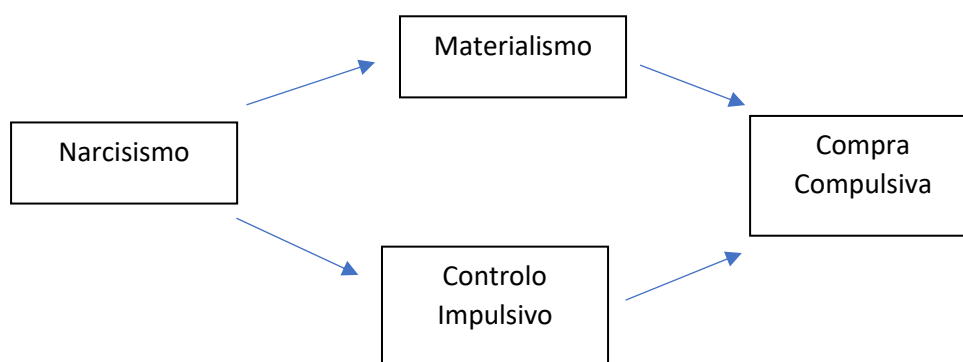 Materialismo
Narcisismo
Compra
Compulsiva
Controlo
Impulsivo